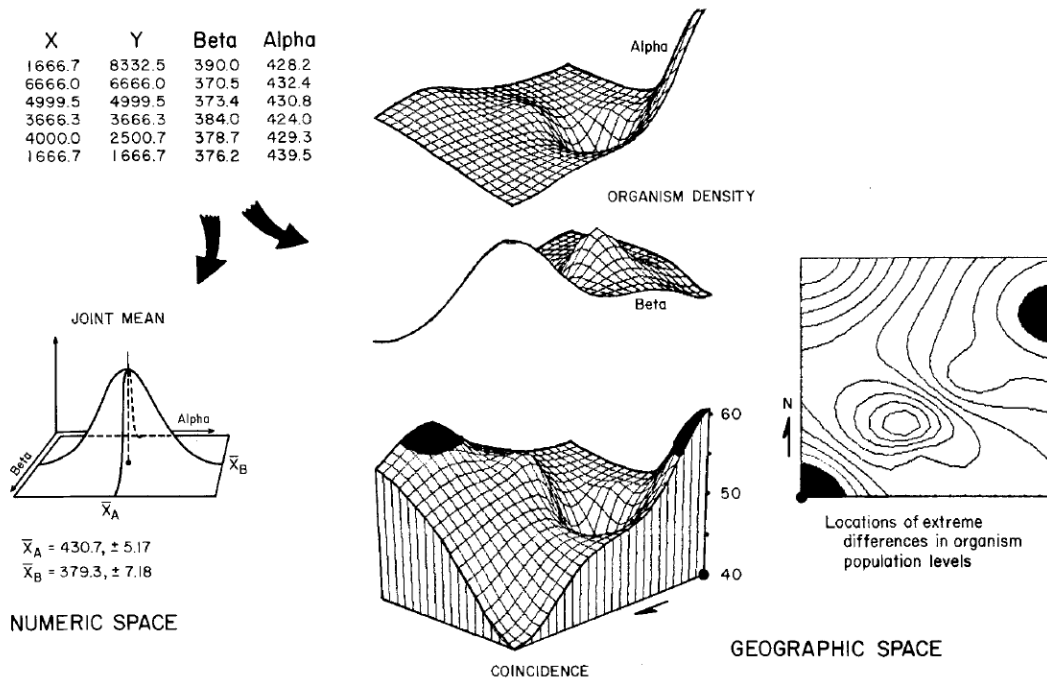 X Y Beta Alpha
1666.7 8332.5 390.0 428.2
6666.0 6666.0 370.5 432.4
4999.5 4999.5 373.4 430.8
3666.3 3666.3 384.0 424.0
4000.0 2500.7 378.7 429.3
1666.7 1666.7 376.2 439.5
Alpha
ORGANISM DENSITY
Beta
JOINT MEAN
Alpha
Beta
X̄B
X̄A
X̄A = 430.7, ± 5.17
X̄B = 379.3, ± 7.18
NUMERIC SPACE
60
50
40
COINCIDENCE
N
Locations of extreme
differences in organism
population levels
GEOGRAPHIC SPACE